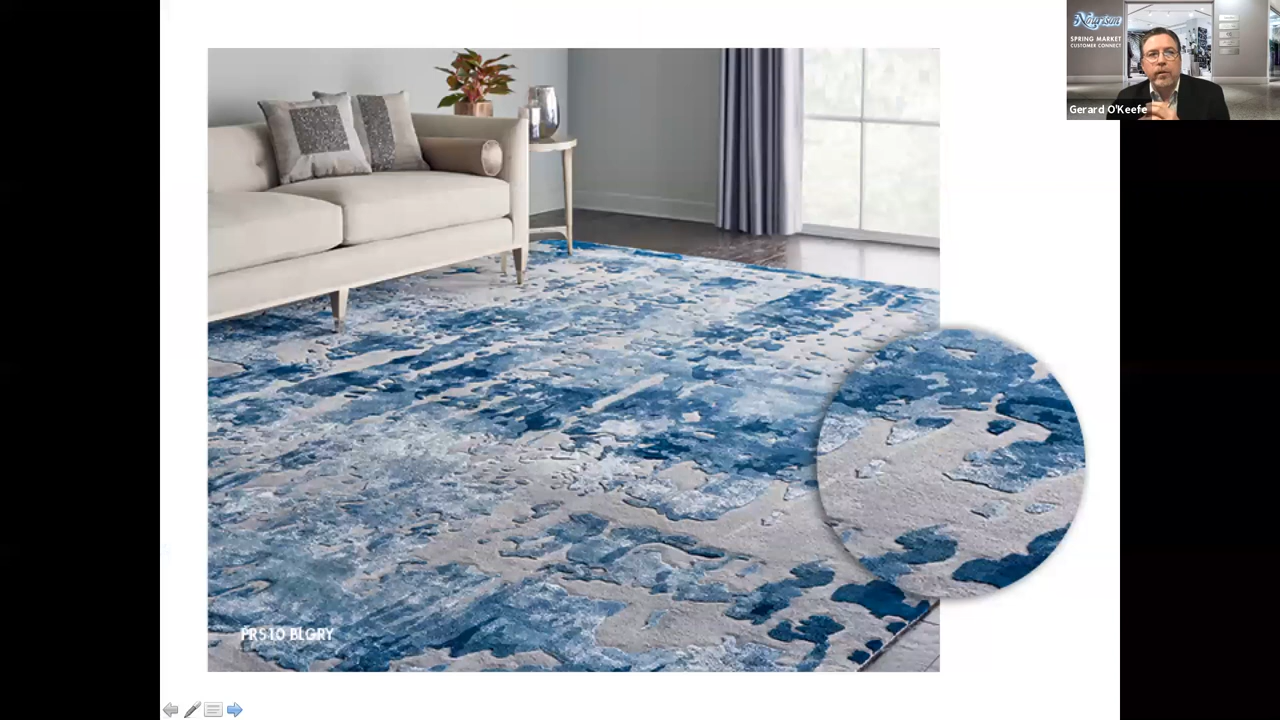 Nourison
SPRING MARKET
CUSTOMER CONNECT
Gerard O'Keefe
PRS10 BLGRY